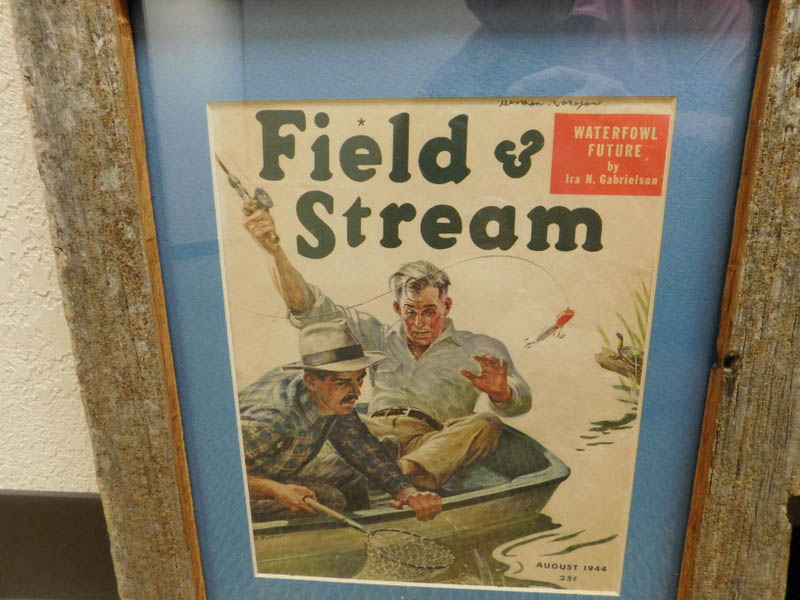 Field &
Stream
WATERFOWL
FUTURE
by
Ira N. Gabrielson
AUGUST 1944
25¢